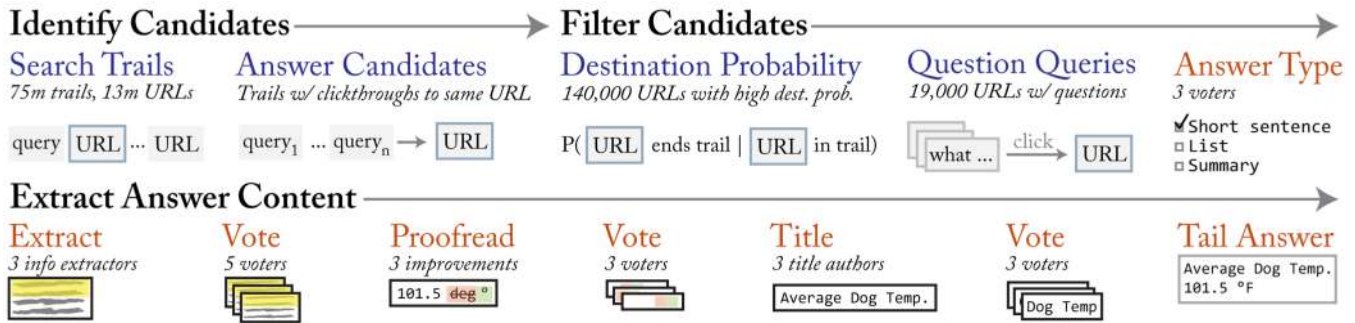 Identify Candidates
Filter Candidates
Search Trails
75m trails, 13m URLs
query URL ... URL
Answer Candidates
Trails w/ clickthroughs to same URL
query1 ... queryn → URL
Destination Probability
140,000 URLs with high dest. prob.
P( URL ends trail | URL in trail)
Question Queries
19,000 URLs w/ questions
what ... click URL
Answer Type
3 voters
Short sentence
List
Summary
Extract Answer Content
Extract
3 info extractors
Vote
5 voters
Proofread
3 improvements
101.5 deg º
Vote
3 voters
Title
3 title authors
Average Dog Temp.
Vote
3 voters
Dog Temp
Tail Answer
Average Dog Temp.
101.5 ºF